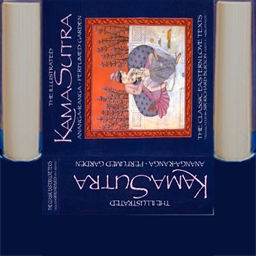 THE ILLUSTRATED
KAMA SUTRA
ANANGA-RANGA · PERFUMED GARDEN
THE CLASSIC EASTERN LOVE TEXTS
THE ILLUSTRATED
KAMA SUTRA
ANANGA-RANGA · PERFUMED GARDEN